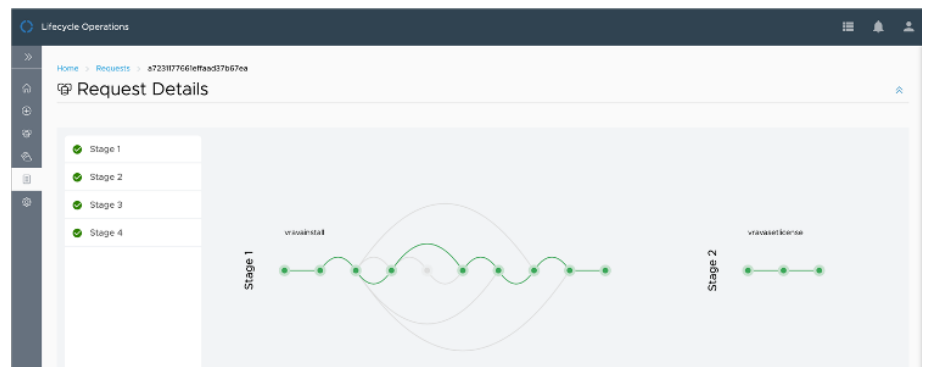 Lifecycle Operations
Home > Requests > a7231177661effaad37b67ea
Request Details
Stage 1
Stage 2
Stage 3
Stage 4
Stage 1
vravainstall
Stage 2
vravasetlicense